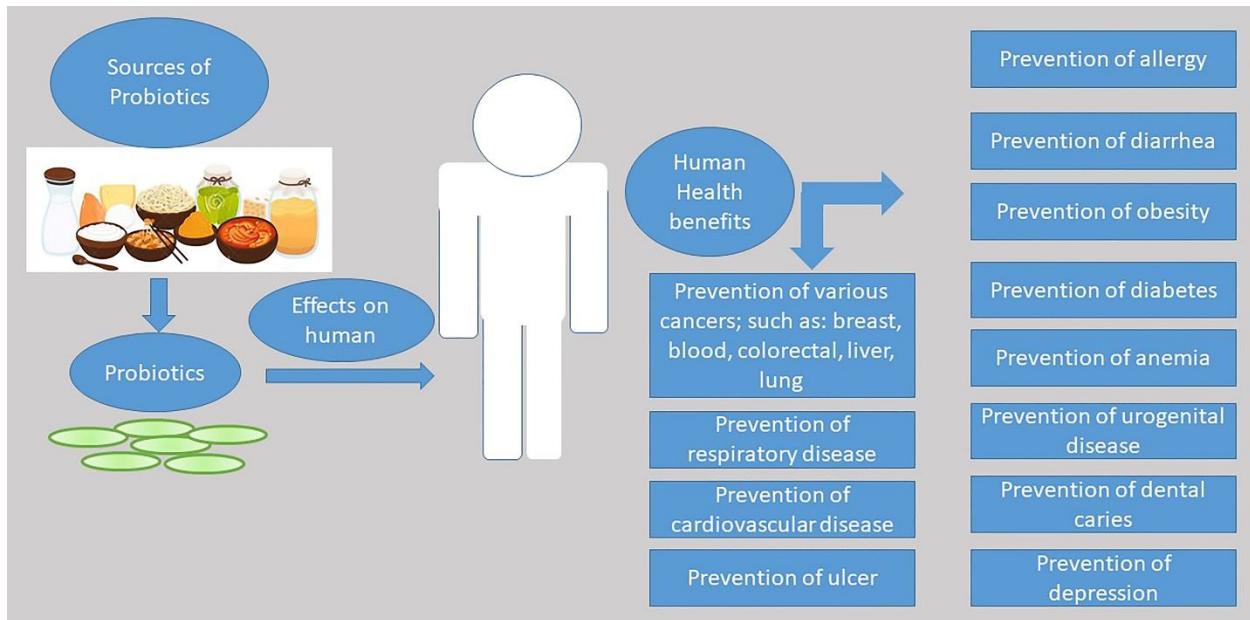 Sources of
Probiotics
Probiotics
Effects on
human
Human
Health
benefits
Prevention of various
cancers; such as: breast,
blood, colorectal, liver,
lung
Prevention of
respiratory disease
Prevention of
cardiovascular disease
Prevention of ulcer
Prevention of allergy
Prevention of diarrhea
Prevention of obesity
Prevention of diabetes
Prevention of anemia
Prevention of urogenital
disease
Prevention of dental
caries
Prevention of
depression